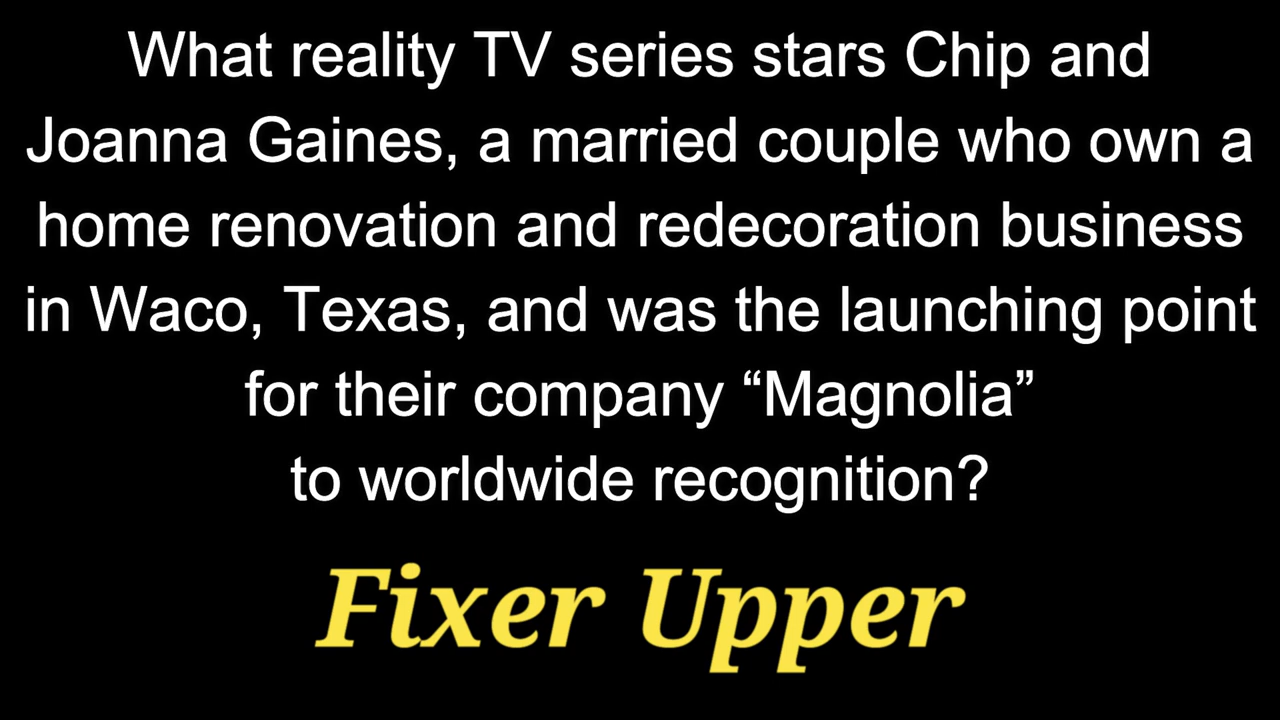 What reality TV series stars Chip and
Joanna Gaines, a married couple who own a
home renovation and redecoration business
in Waco, Texas, and was the launching point
for their company “Magnolia”
to worldwide recognition?
Fixer Upper